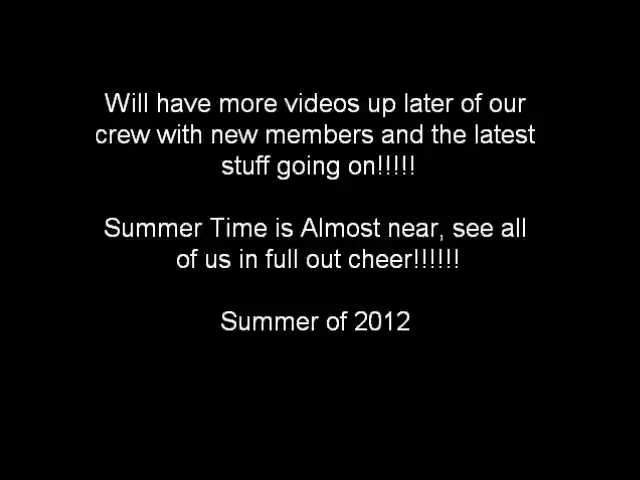 Will have more videos up later of our
crew with new members and the latest
stuff going on!!!!!
Summer Time is Almost near, see all
of us in full out cheer!!!!!!
Summer of 2012